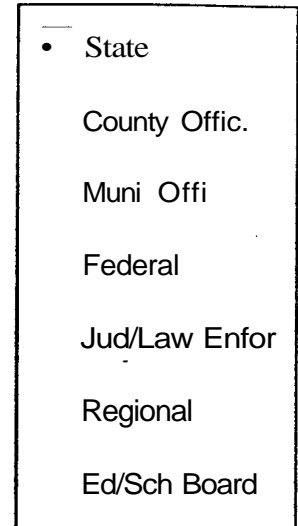 • State
County Offic.
Muni Offi
Federal
Jud/Law Enfor
Regional
Ed/Sch Board